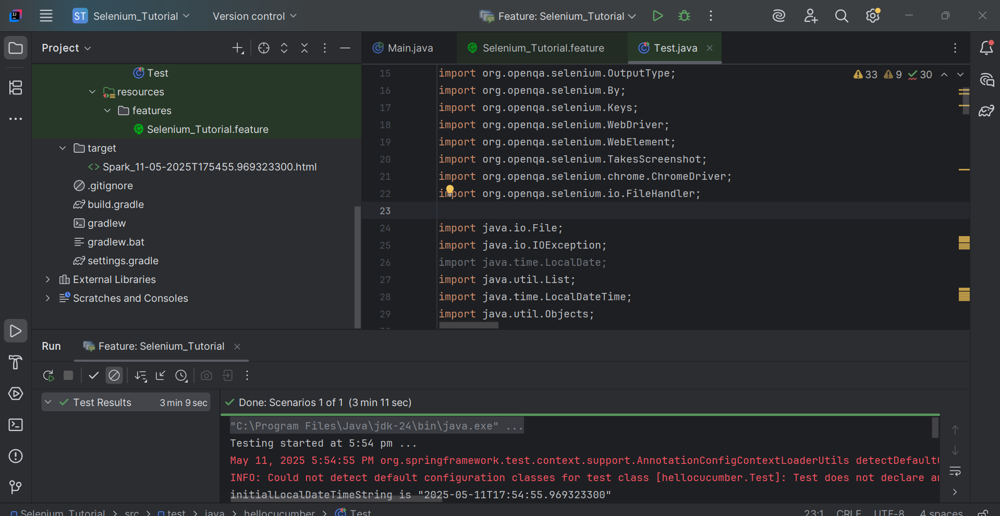 ST Selenium_Tutorial Version control Feature: Selenium_Tutorial
Project
Test
resources
features
Selenium_Tutorial.feature
target
Spark_11-05-2025T175455.969323300.html
.gitignore
build.gradle
gradlew
gradlew.bat
settings.gradle
External Libraries
Scratches and Consoles
Main.java Selenium_Tutorial.feature Test.java
33 9 30
15 import org.openqa.selenium.OutputType;
16 import org.openqa.selenium.By;
17 import org.openqa.selenium.Keys;
18 import org.openqa.selenium.WebDriver;
19 import org.openqa.selenium.WebElement;
20 import org.openqa.selenium.TakesScreenshot;
21 import org.openqa.selenium.chrome.ChromeDriver;
22 import org.openqa.selenium.io.FileHandler;
23
24 import java.io.File;
25 import java.io.IOException;
26 import java.time.LocalDate;
27 import java.util.List;
28 import java.time.LocalDateTime;
29 import java.util.Objects;
Run Feature: Selenium_Tutorial
Test Results 3 min 9 sec
Done: Scenarios 1 of 1 (3 min 11 sec)
"C:\Program Files\Java\jdk-24\bin\java.exe" ...
Testing started at 5:54 pm ...
May 11, 2025 5:54:55 PM org.springframework.test.context.support.AnnotationConfigContextLoaderUtils detectDefault
INFO: Could not detect default configuration classes for test class [hellocucumber.Test]: Test does not declare
initialLocalDateTimeString is "2025-05-11T17:54:55.969323300"
Selenium_Tutorial > src > test > java > hellocucumber > Test
23:1 CRLF UTF-8 4 spaces